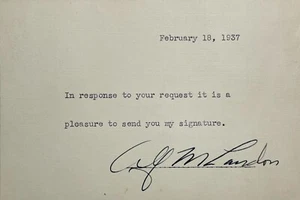 February 18, 1937
In response to your request it is a
pleasure to send you my signature.
Alf M Landon